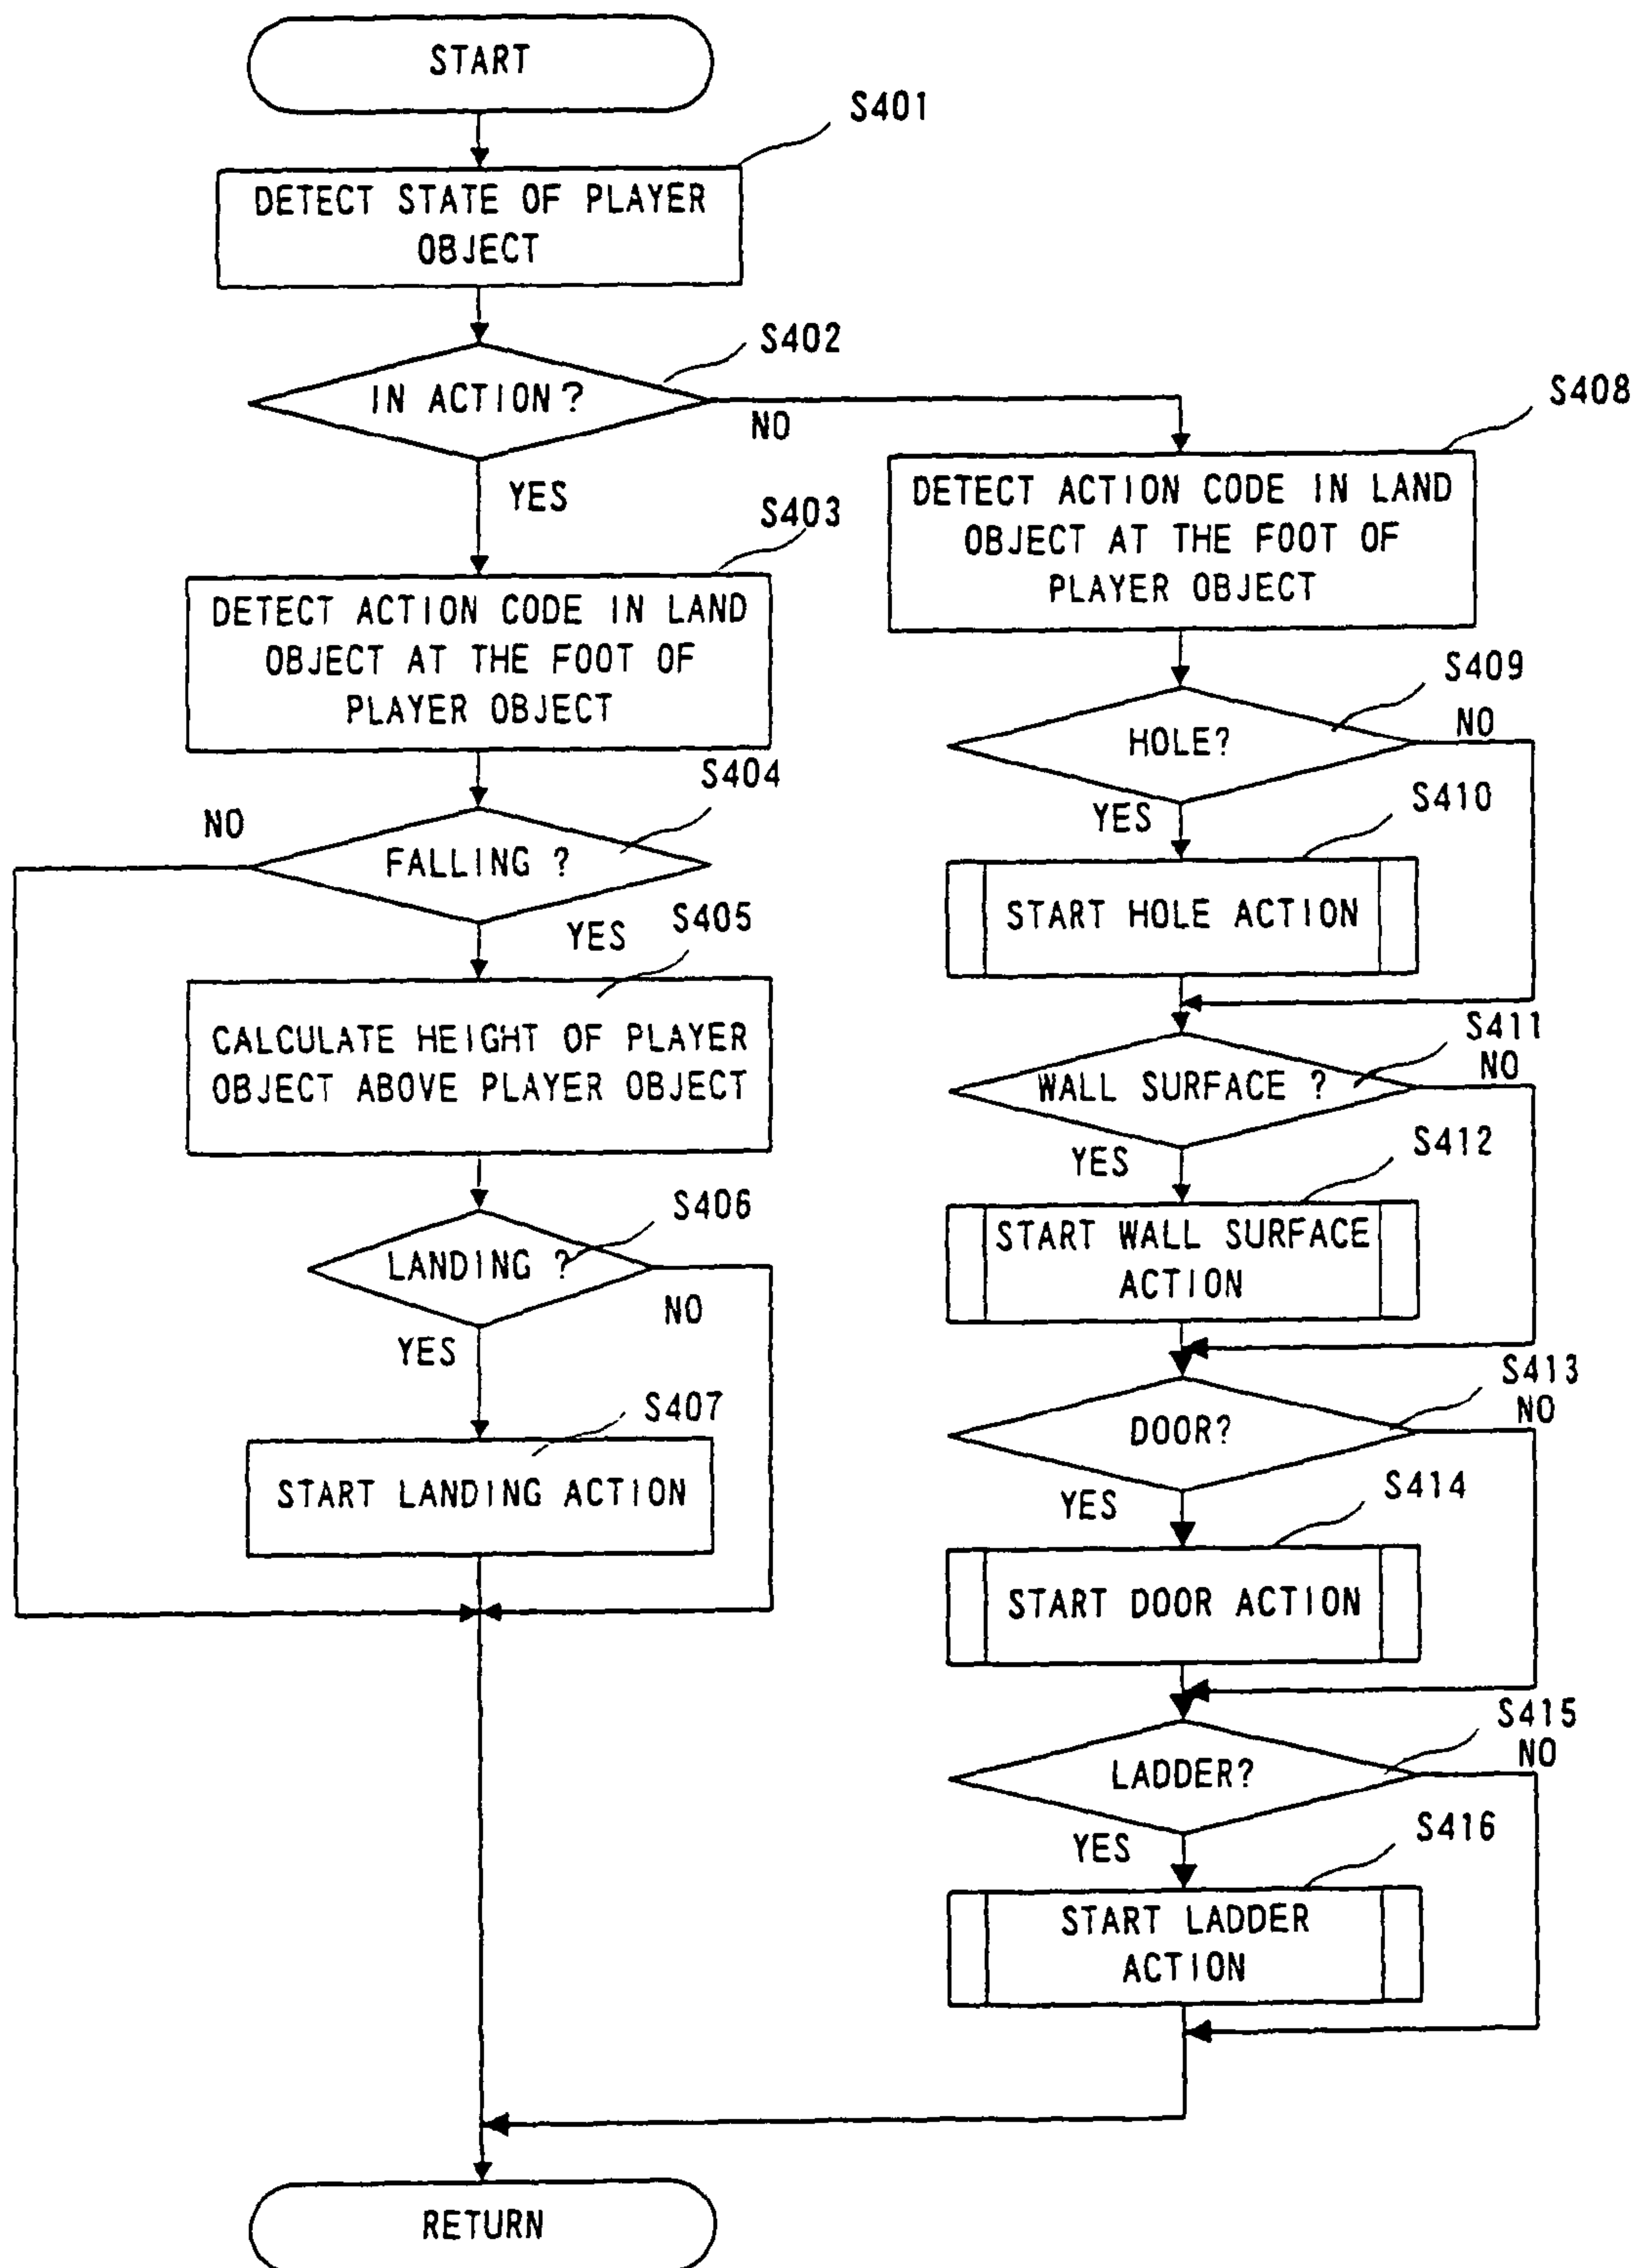 START
S401
DETECT STATE OF PLAYER
OBJECT
S402
IN ACTION?
NO
YES
S403
DETECT ACTION CODE IN LAND
OBJECT AT THE FOOT OF
PLAYER OBJECT
S404
NO
FALLING ?
YES
S405
CALCULATE HEIGHT OF PLAYER
OBJECT ABOVE PLAYER OBJECT
S406
LANDING ?
NO
YES
S407
START LANDING ACTION
S408
DETECT ACTION CODE IN LAND
OBJECT AT THE FOOT OF
PLAYER OBJECT
S409
NO
HOLE?
YES
S410
START HOLE ACTION
S411
NO
WALL SURFACE ?
YES
S412
START WALL SURFACE
ACTION
S413
NO
DOOR?
YES
S414
START DOOR ACTION
S415
NO
LADDER?
YES
S416
START LADDER
ACTION
RETURN